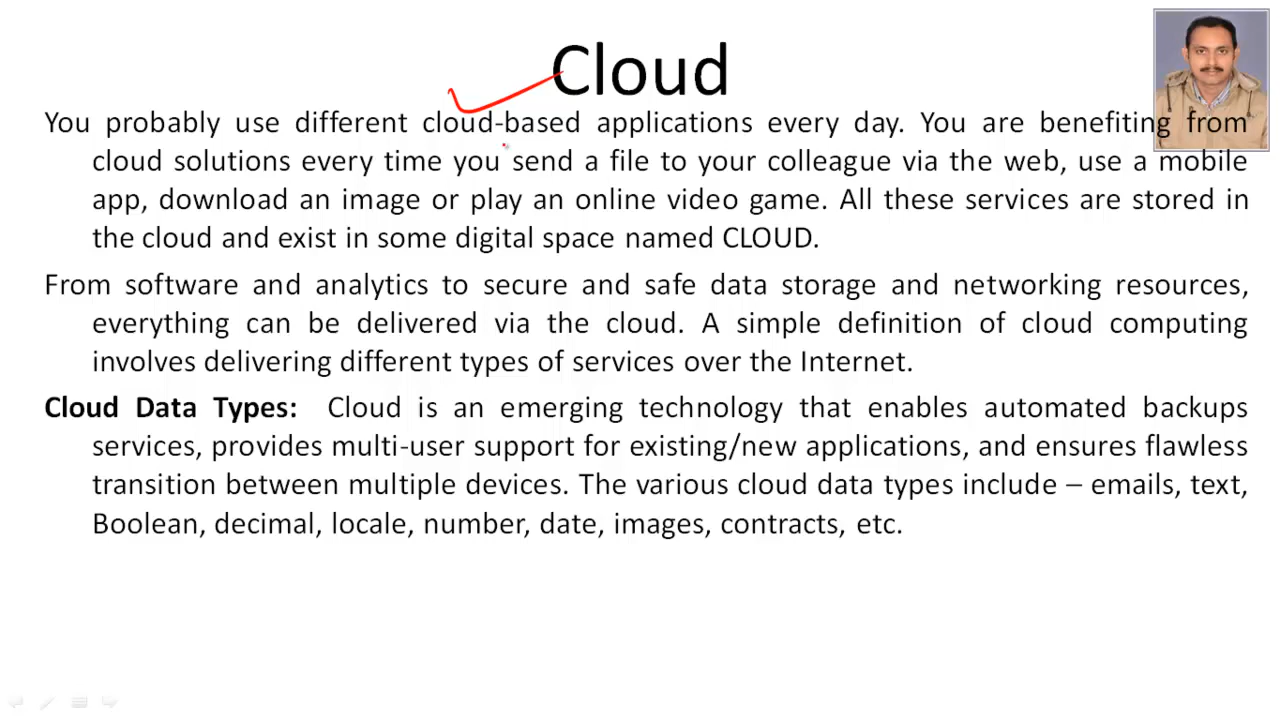 Cloud
You probably use different cloud-based applications every day. You are benefiting from
cloud solutions every time you send a file to your colleague via the web, use a mobile
app, download an image or play an online video game. All these services are stored in
the cloud and exist in some digital space named CLOUD.
From software and analytics to secure and safe data storage and networking resources,
everything can be delivered via the cloud. A simple definition of cloud computing
involves delivering different types of services over the Internet.
Cloud Data Types: Cloud is an emerging technology that enables automated backups
services, provides multi-user support for existing/new applications, and ensures flawless
transition between multiple devices. The various cloud data types include – emails, text,
Boolean, decimal, locale, number, date, images, contracts, etc.